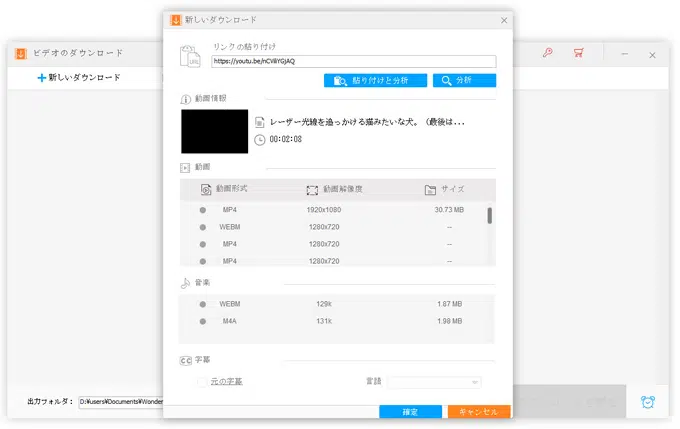 新しいダウンロード
ビデオのダウンロード
新しいダウンロード
リンクの貼り付け
URL
貼り付けと分析
分析
動画情報
レーザー光線を追っかける猫みたいな犬。（最後は...
00:02:08
動画
動画形式 動画解像度 サイズ
MP4 1920x1080 30.73 MB
WEBM 1280x720 --
MP4 1280x720 --
MP4 1280x720 --
音楽
WEBM 129k 1.87 MB
M4A 131k 1.98 MB
CC 字幕
元の字幕 言語
出力フォルダ： D:¥users¥Documents¥Wonder
確定 キャンセル